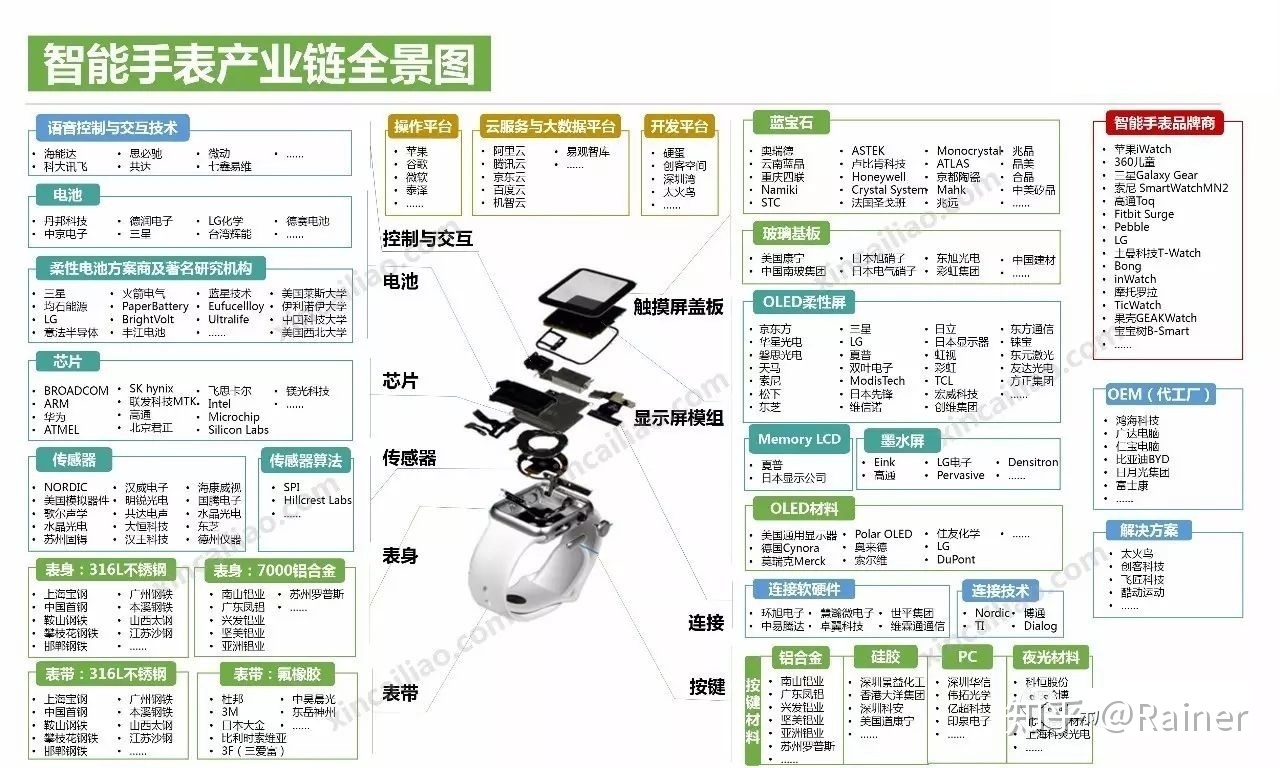 智能手表产业链全景图
语音控制与交互技术
海能达 思必驰 微动 ......
科大讯飞 共达 七鑫易维
电池
丹邦科技 德润电子 LG化学 德赛电池
中京电子 三星 台湾辉能 ......
柔性电池方案商及著名研究机构
三星 火箭电气 蓝星技术 美国莱斯大学
均石能源 PaperBattery Eufucelloy 伊利诺伊大学
LG BrightVolt Ultralife 中国科技大学
意法半导体 丰江电池 ...... 美国西北大学
芯片
BROADCOM SK hynix 飞思卡尔 镁光科技
ARM 联发科技MTK Intel ......
华为 高通 Microchip
ATMEL 北京君正 Silicon Labs
传感器
NORDIC 汉威电子 海康威视
美国模拟器件 明锐光电 国腾电子
歌尔声学 共达电声 水晶光电
水晶光电 大恒科技 东芝
苏州固锝 汉王科技 德州仪器
传感器算法
SPI
Hillcrest Labs
......
表身：316L不锈钢
上海宝钢 广州钢铁
中国首钢 本溪钢铁
鞍山钢铁 山西太钢
攀枝花钢铁 江苏沙钢
邯郸钢铁 ......
表身：7000铝合金
南山铝业 苏州罗普斯
广东凤铝 ......
兴发铝业
坚美铝业
亚洲铝业
表带：316L不锈钢
上海宝钢 广州钢铁
中国首钢 本溪钢铁
鞍山钢铁 山西太钢
攀枝花钢铁 江苏沙钢
邯郸钢铁 ......
表带：氟橡胶
杜邦 中昊晨光
3M 东岳神州
日本大企 ......
比利时索维亚
3F（三爱富）
操作平台
苹果
谷歌
微软
泰泽
......
云服务与大数据平台
阿里云 易观智库
腾讯云 ......
京东云
百度云
机智云
开发平台
硬蛋
创客空间
深圳湾
太火鸟
......
控制与交互
电池
芯片
传感器
表身
表带
触摸屏盖板
显示屏模组
连接
按键
蓝宝石
奥瑞德 ASTEK Monocrystal 兆晶
云南蓝晶 卢比肯科技 ATLAS 晶美
重庆四联 Honeywell 京都陶瓷 合晶
Namiki Crystal System Mahk 中美矽晶
STC 法国圣戈班 兆远 ......
玻璃基板
美国康宁 日本旭硝子 东旭光电 中国建材
中国南玻集团 日本电气硝子 彩虹集团 ......
OLED柔性屏
京东方 三星 日立 东方通信
华星光电 LG 日本显示器 铼宝
磐思光电 夏普 虹视 东元激光
天马 双叶电子 彩虹 友达光电
索尼 ModisTech TCL 方正集团
松下 日本先锋 宏威科技 ......
东芝 维信诺 创维集团
Memory LCD
夏普
日本显示公司
墨水屏
Eink LG电子 Densitron
高通 Pervasive ......
OLED材料
美国通用显示器 Polar OLED 住友化学 ......
德国Cynora 奥来德 LG
莫瑞克Merck 索尔维 DuPont
连接软硬件
环旭电子 慧瀚微电子 世平集团
中易腾达 卓翼科技 维霖通通信
连接技术
Nordic 博通
TI Dialog
按键材料
铝合金
南山铝业
广东凤铝
兴发铝业
坚美铝业
亚洲铝业
苏州罗普斯
......
硅胶
深圳景益化工
香港大洋集团
深圳科安
美国道康宁
......
PC
深圳华信
伟拓光学
亿超科技
印泉电子
......
夜光材料
科恒股份
上海科炎光电
......
智能手表品牌商
苹果iWatch
360儿童
三星Galaxy Gear
索尼 SmartWatchMN2
高通Toq
Fitbit Surge
Pebble
LG
土曼科技T-Watch
Bong
inWatch
摩托罗拉
TicWatch
果壳GEAKWatch
宝宝树B-Smart
......
OEM（代工厂）
鸿海科技
广达电脑
仁宝电脑
比亚迪BYD
日月光集团
富士康
......
解决方案
太火鸟
创客科技
飞匠科技
酷动运动
......
xincailiao.com
知乎 @Rainer